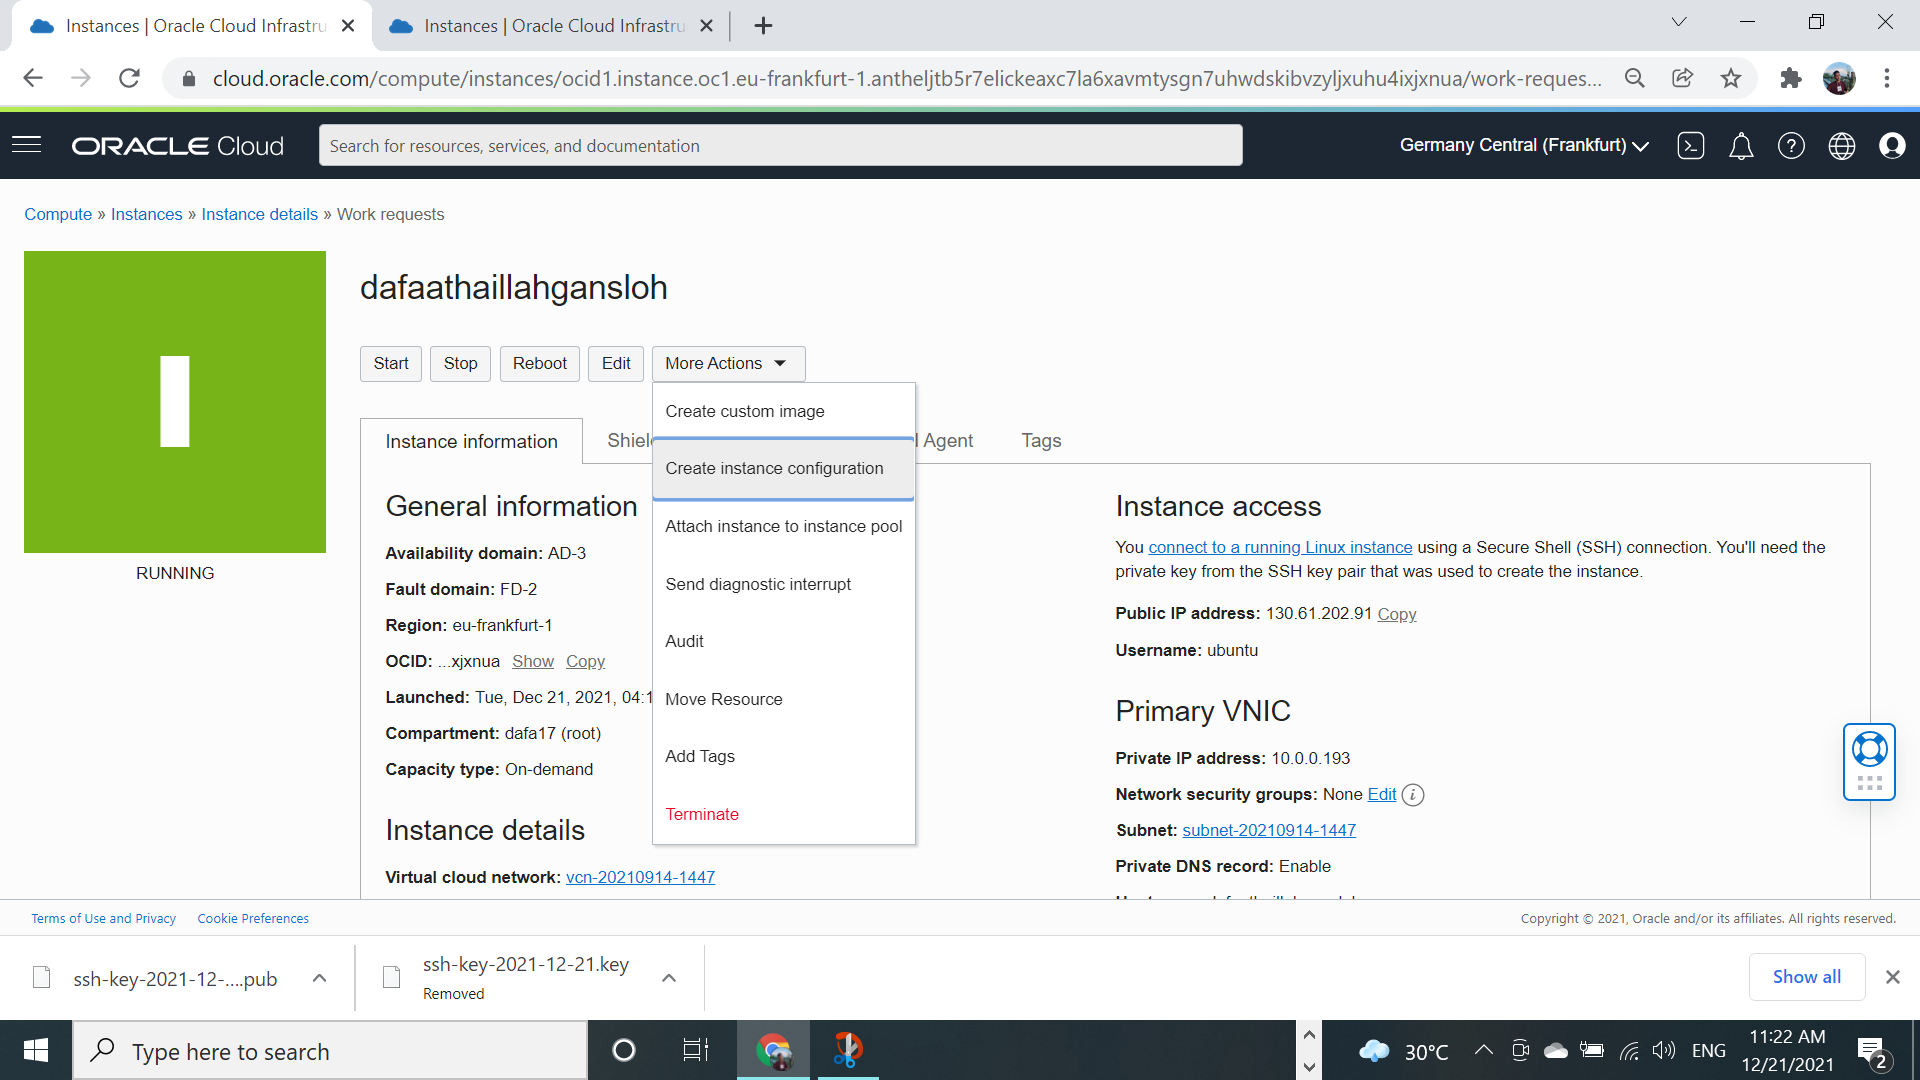 Instances | Oracle Cloud Infrastru
Instances | Oracle Cloud Infrastru
cloud.oracle.com/compute/instances/ocid1.instance.oc1.eu-frankfurt-1.antheljtb5r7elickeaxc7la6xavmtysgn7uhwdskibvzyljxuhu4ixjxnua/work-reques...
ORACLE Cloud
Search for resources, services, and documentation
Germany Central (Frankfurt)
Compute » Instances » Instance details » Work requests
RUNNING
dafaathaillahgansloh
Start Stop Reboot Edit More Actions
Create custom image
Create instance configuration
Attach instance to instance pool
Send diagnostic interrupt
Audit
Move Resource
Add Tags
Terminate
Instance information Shiel Agent Tags
General information
Availability domain: AD-3
Fault domain: FD-2
Region: eu-frankfurt-1
OCID: ...xjxnua Show Copy
Launched: Tue, Dec 21, 2021, 04:1
Compartment: dafa17 (root)
Capacity type: On-demand
Instance details
Virtual cloud network: vcn-20210914-1447
Instance access
You connect to a running Linux instance using a Secure Shell (SSH) connection. You'll need the
private key from the SSH key pair that was used to create the instance.
Public IP address: 130.61.202.91 Copy
Username: ubuntu
Primary VNIC
Private IP address: 10.0.0.193
Network security groups: None Edit
Subnet: subnet-20210914-1447
Private DNS record: Enable
Terms of Use and Privacy Cookie Preferences
Copyright © 2021, Oracle and/or its affiliates. All rights reserved.
ssh-key-2021-12-....pub
ssh-key-2021-12-21.key
Removed
Show all
Type here to search
30°C
ENG
11:22 AM
12/21/2021
2